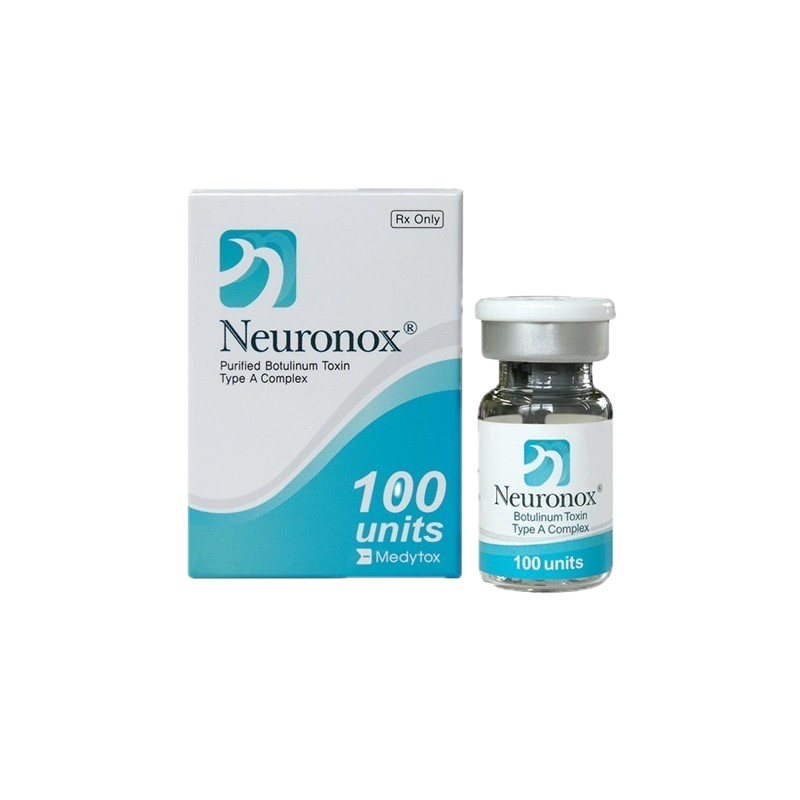 Rx Only
Neuronox®
Purified Botulinum Toxin
Type A Complex
100
units
Medytox
Neuronox®
Botulinum Toxin
Type A Complex
100 units